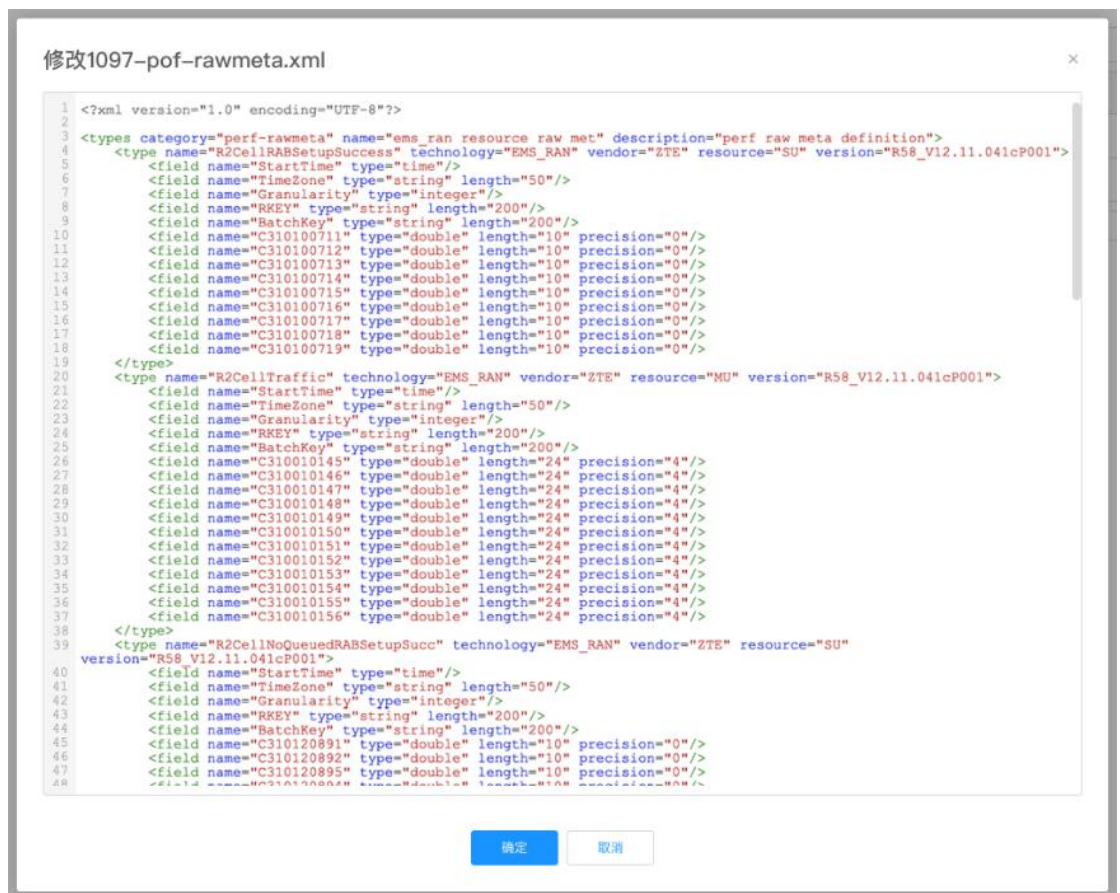 修改1097-pof-rawmeta.xml
×
1 <?xml version="1.0" encoding="UTF-8"?>
2
3 <types category="perf-rawmeta" name="ems_ran resource raw met" description="perf raw meta definition">
4 <type name="R2CellRABSetupSuccess" technology="EMS_RAN" vendor="ZTE" resource="SU" version="R58_V12.11.041cP001">
5 <field name="StartTime" type="time"/>
6 <field name="TimeZone" type="string" length="50"/>
7 <field name="Granularity" type="integer"/>
8 <field name="RKEY" type="string" length="200"/>
9 <field name="BatchKey" type="string" length="200"/>
10 <field name="C310100711" type="double" length="10" precision="0"/>
11 <field name="C310100712" type="double" length="10" precision="0"/>
12 <field name="C310100713" type="double" length="10" precision="0"/>
13 <field name="C310100714" type="double" length="10" precision="0"/>
14 <field name="C310100715" type="double" length="10" precision="0"/>
15 <field name="C310100716" type="double" length="10" precision="0"/>
16 <field name="C310100717" type="double" length="10" precision="0"/>
17 <field name="C310100718" type="double" length="10" precision="0"/>
18 <field name="C310100719" type="double" length="10" precision="0"/>
19 </type>
20 <type name="R2CellTraffic" technology="EMS_RAN" vendor="ZTE" resource="MU" version="R58_V12.11.041cP001">
21 <field name="StartTime" type="time"/>
22 <field name="TimeZone" type="string" length="50"/>
23 <field name="Granularity" type="integer"/>
24 <field name="RKEY" type="string" length="200"/>
25 <field name="BatchKey" type="string" length="200"/>
26 <field name="C310010145" type="double" length="24" precision="4"/>
27 <field name="C310010146" type="double" length="24" precision="4"/>
28 <field name="C310010147" type="double" length="24" precision="4"/>
29 <field name="C310010148" type="double" length="24" precision="4"/>
30 <field name="C310010149" type="double" length="24" precision="4"/>
31 <field name="C310010150" type="double" length="24" precision="4"/>
32 <field name="C310010151" type="double" length="24" precision="4"/>
33 <field name="C310010152" type="double" length="24" precision="4"/>
34 <field name="C310010153" type="double" length="24" precision="4"/>
35 <field name="C310010154" type="double" length="24" precision="4"/>
36 <field name="C310010155" type="double" length="24" precision="4"/>
37 <field name="C310010156" type="double" length="24" precision="4"/>
38 </type>
39 <type name="R2CellNoQueuedRABSetupSucc" technology="EMS_RAN" vendor="ZTE" resource="SU"
version="R58_V12.11.041cP001">
40 <field name="StartTime" type="time"/>
41 <field name="TimeZone" type="string" length="50"/>
42 <field name="Granularity" type="integer"/>
43 <field name="RKEY" type="string" length="200"/>
44 <field name="BatchKey" type="string" length="200"/>
45 <field name="C310120891" type="double" length="10" precision="0"/>
46 <field name="C310120892" type="double" length="10" precision="0"/>
47 <field name="C310120895" type="double" length="10" precision="0"/>
48 <field name="C310120894" type="double" length="10" precision="0"/>
确定 取消